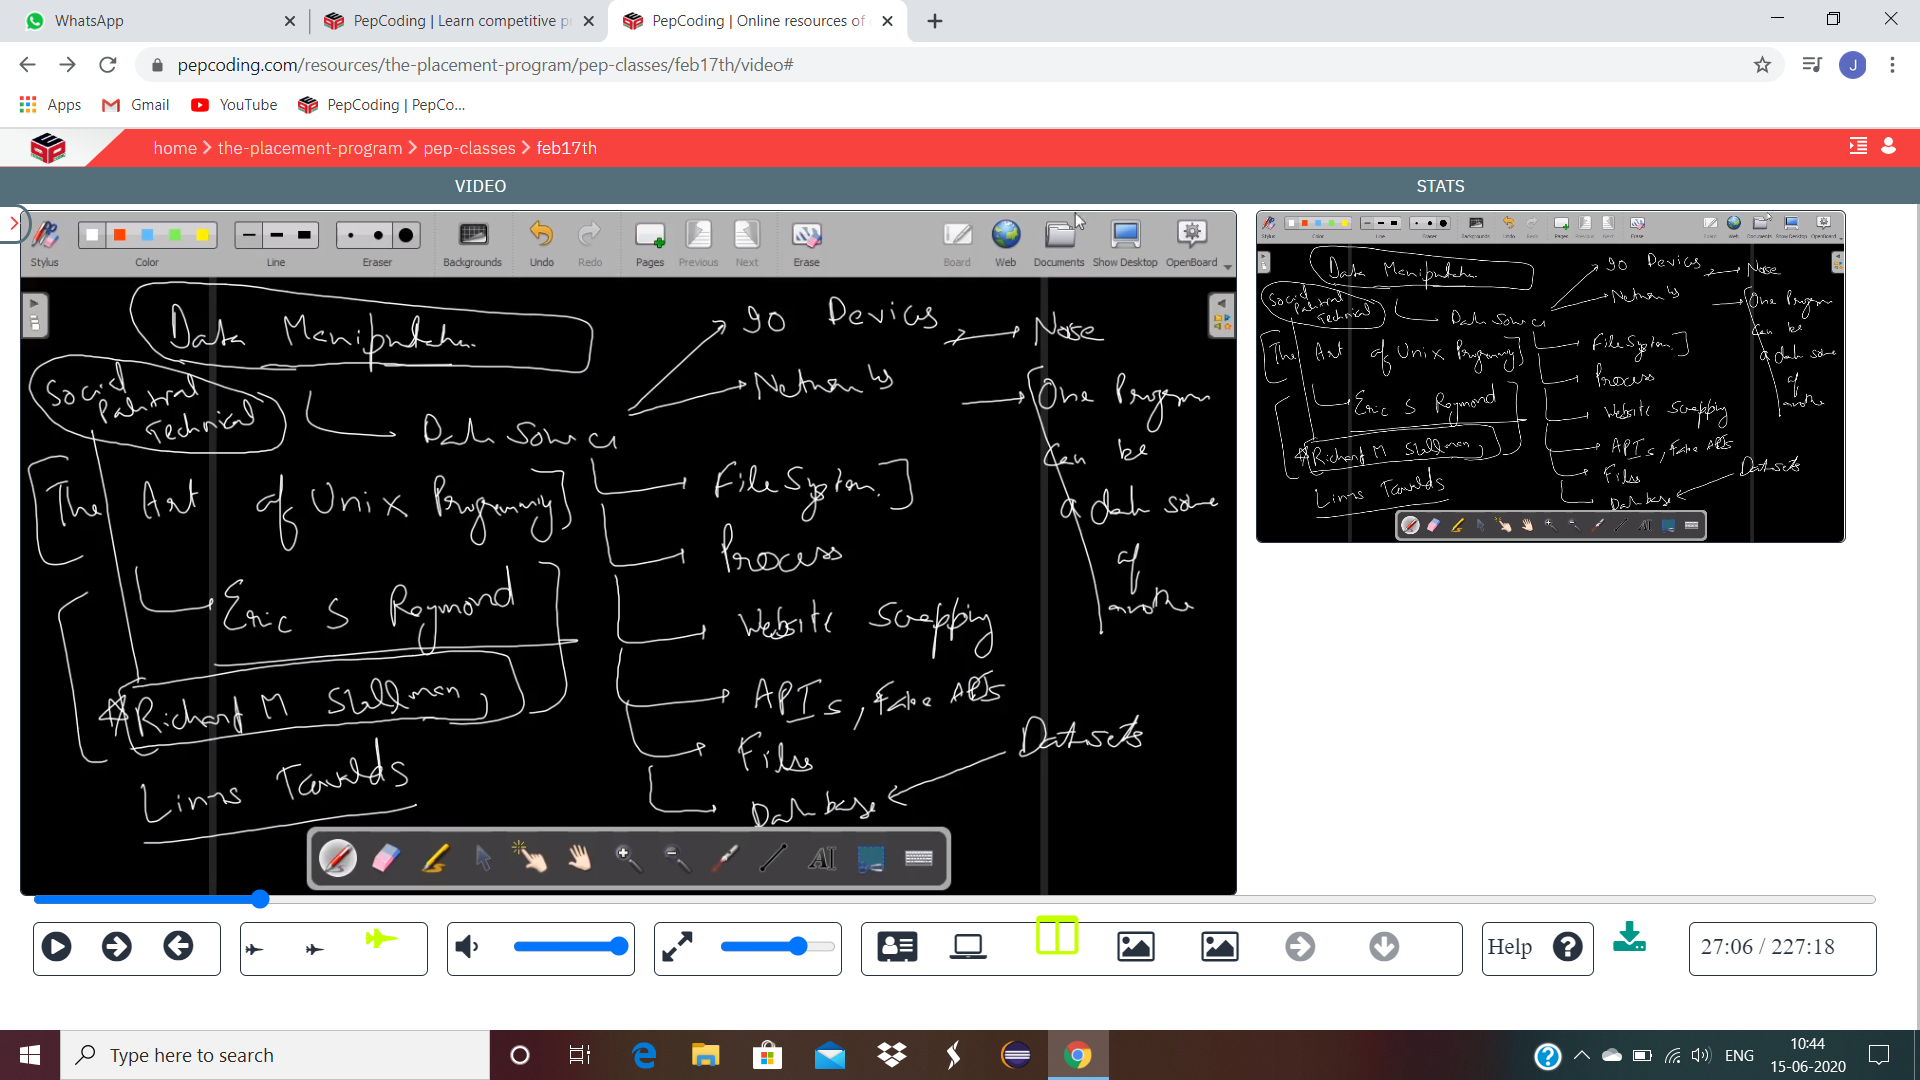 WhatsApp
PepCoding | Learn competitive p
PepCoding | Online resources of
pepcoding.com/resources/the-placement-program/pep-classes/feb17th/video#
J
Apps
Gmail
YouTube
PepCoding | PepCo...
home > the-placement-program > pep-classes > feb17th
VIDEO
STATS
Stylus
Color
Line
Eraser
Backgrounds
Undo
Redo
Pages
Previous
Next
Erase
Board
Web
Documents
Show Desktop
OpenBoard
Data Manipulation
Social
Political
Technical
Data Source
IO Devices
Networks
Node
One Program
Can be
a data source
of
another
[The Art of Unix Programming]
Eric S Raymond
Richard M Stallman,
Linus Torvalds
File System]
Process
Website Scrapping
APIs, Fake APIs
Files
Database
Datasets
Help
27:06 / 227:18
Type here to search
ENG
10:44
15-06-2020